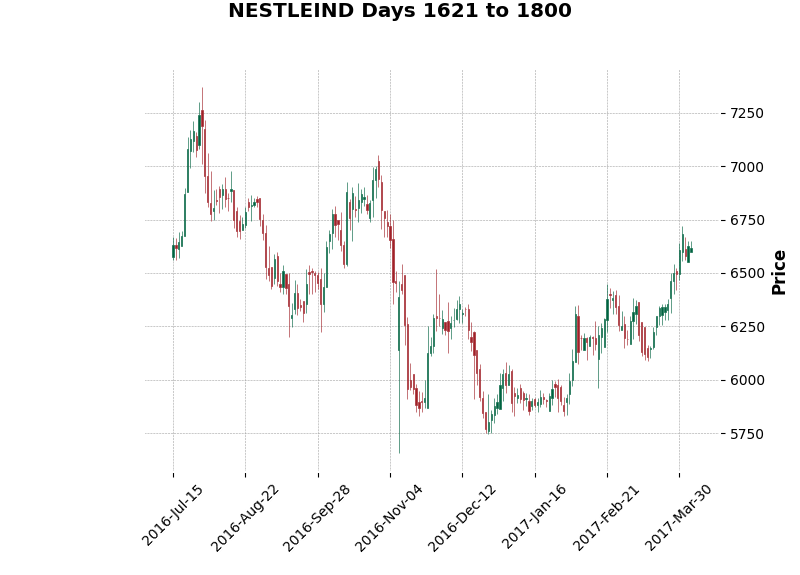 NESTLEIND Days 1621 to 1800
7250
7000
6750
6500
6250
6000
5750
Price
2016-Jul-15
2016-Aug-22
2016-Sep-28
2016-Nov-04
2016-Dec-12
2017-Jan-16
2017-Feb-21
2017-Mar-30